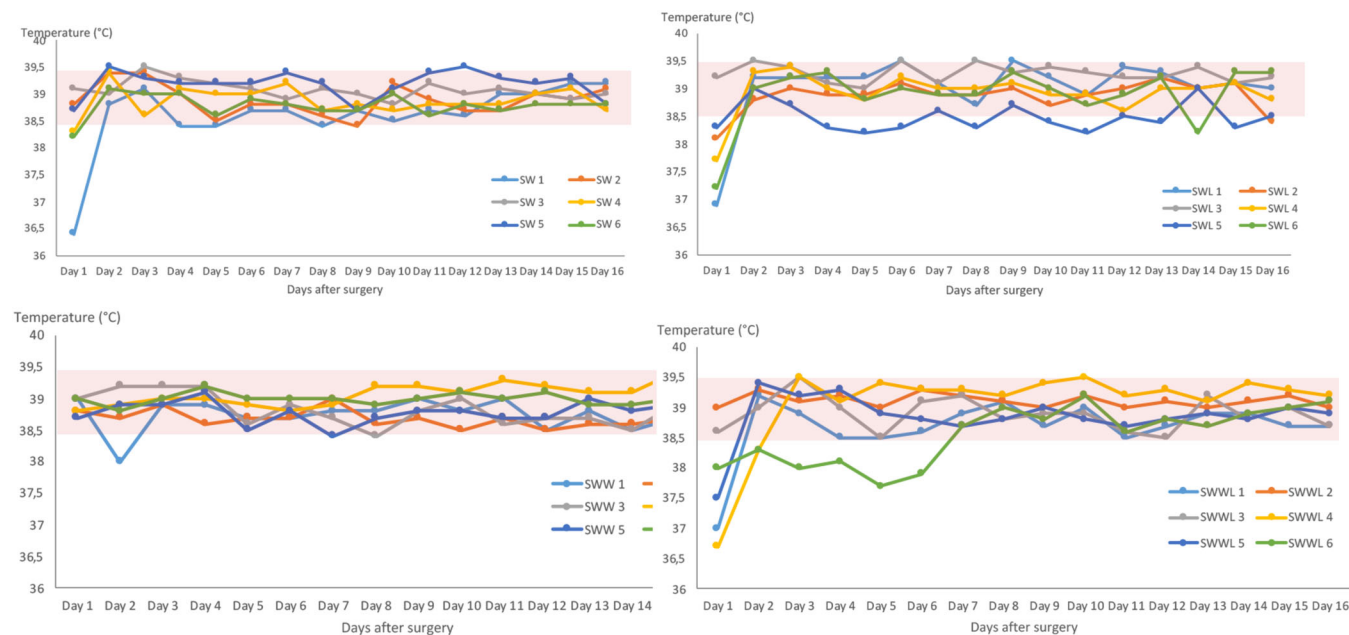 Temperature (°C)
40
39,5
39
38,5
38
37,5
37
36,5
36
Day 1 Day 2 Day 3 Day 4 Day 5 Day 6 Day 7 Day 8 Day 9 Day 10 Day 11 Day 12 Day 13 Day 14 Day 15 Day 16
Days after surgery
SW 1 SW 2
SW 3 SW 4
SW 5 SW 6
Temperature (°C)
40
39,5
39
38,5
38
37,5
37
36,5
36
Day 1 Day 2 Day 3 Day 4 Day 5 Day 6 Day 7 Day 8 Day 9 Day 10 Day 11 Day 12 Day 13 Day 14 Day 15 Day 16
Days after surgery
SWL 1 SWL 2
SWL 3 SWL 4
SWL 5 SWL 6
Temperature (°C)
40
39,5
39
38,5
38
37,5
37
36,5
36
Day 1 Day 2 Day 3 Day 4 Day 5 Day 6 Day 7 Day 8 Day 9 Day 10 Day 11 Day 12 Day 13 Day 14
Days after surgery
SWW 1
SWW 3
SWW 5
Temperature (°C)
40
39,5
39
38,5
38
37,5
37
36,5
36
Day 1 Day 2 Day 3 Day 4 Day 5 Day 6 Day 7 Day 8 Day 9 Day 10 Day 11 Day 12 Day 13 Day 14 Day 15 Day 16
Days after surgery
SWWL 1 SWWL 2
SWWL 3 SWWL 4
SWWL 5 SWWL 6